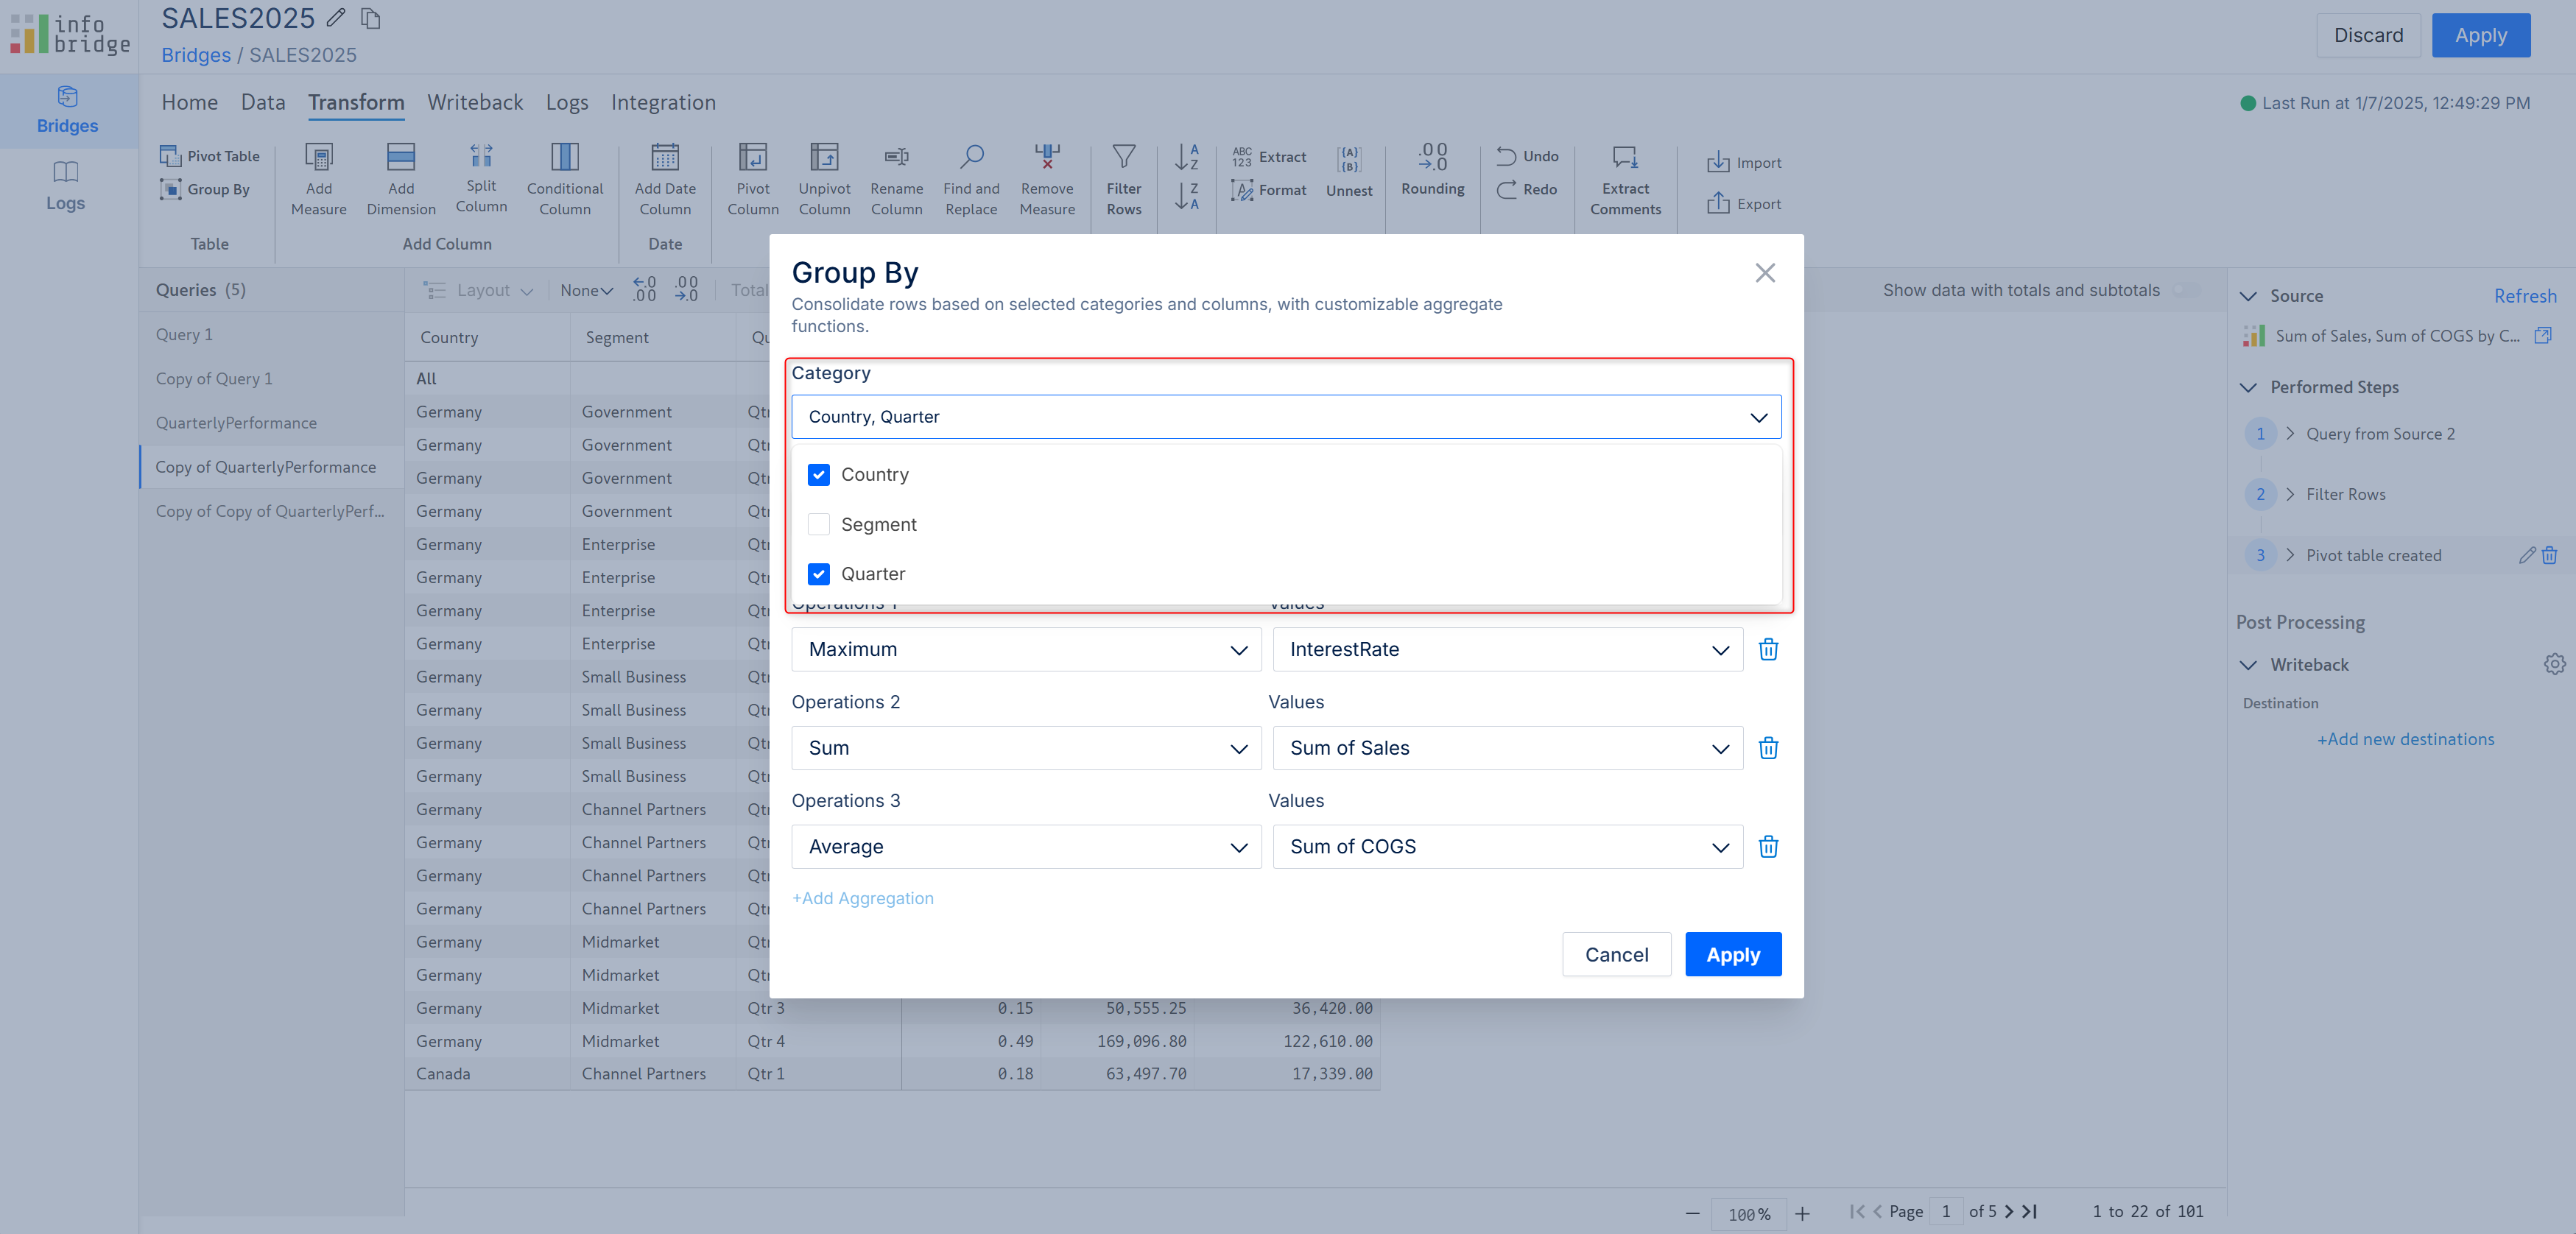 info
bridge
SALES2025
Bridges / SALES2025
Discard
Apply
Bridges
Logs
Home Data Transform Writeback Logs Integration
Last Run at 1/7/2025, 12:49:29 PM
Pivot Table
Group By
Table
Add
Measure
Add
Dimension
Split
Column
Conditional
Column
Add Column
Add Date
Column
Date
Pivot
Column
Unpivot
Column
Rename
Column
Find and
Replace
Remove
Measure
Filter
Rows
A
Z
Z
A
ABC
123
Extract
Format
{A}
{B}
Unnest
.00
.0
Rounding
Undo
Redo
Extract
Comments
Import
Export
Queries (5)
Query 1
Copy of Query 1
QuarterlyPerformance
Copy of QuarterlyPerformance
Copy of Copy of QuarterlyPerf...
Layout None .0 .00 .00 .0 Total
Show data with totals and subtotals
Country Segment Qu
All
Germany Government Qtr
Germany Government Qtr
Germany Government Qtr
Germany Government Qtr
Germany Enterprise Qtr
Germany Enterprise Qtr
Germany Enterprise Qtr
Germany Enterprise Qtr
Germany Small Business Qtr
Germany Small Business Qtr
Germany Small Business Qtr
Germany Small Business Qtr
Germany Channel Partners Qtr
Germany Channel Partners Qtr
Germany Channel Partners Qtr
Germany Channel Partners Qtr
Germany Midmarket Qtr
Germany Midmarket Qtr
Germany Midmarket Qtr 3 0.15 50,555.25 36,420.00
Germany Midmarket Qtr 4 0.49 169,096.80 122,610.00
Canada Channel Partners Qtr 1 0.18 63,497.70 17,339.00
Group By
Consolidate rows based on selected categories and columns, with customizable aggregate
functions.
Category
Country, Quarter
Country
Segment
Quarter
Operations 1 Values
Maximum InterestRate
Operations 2 Values
Sum Sum of Sales
Operations 3 Values
Average Sum of COGS
+Add Aggregation
Cancel
Apply
Source Refresh
Sum of Sales, Sum of COGS by C...
Performed Steps
1 Query from Source 2
2 Filter Rows
3 Pivot table created
Post Processing
Writeback
Destination
+Add new destinations
100% Page 1 of 5 1 to 22 of 101